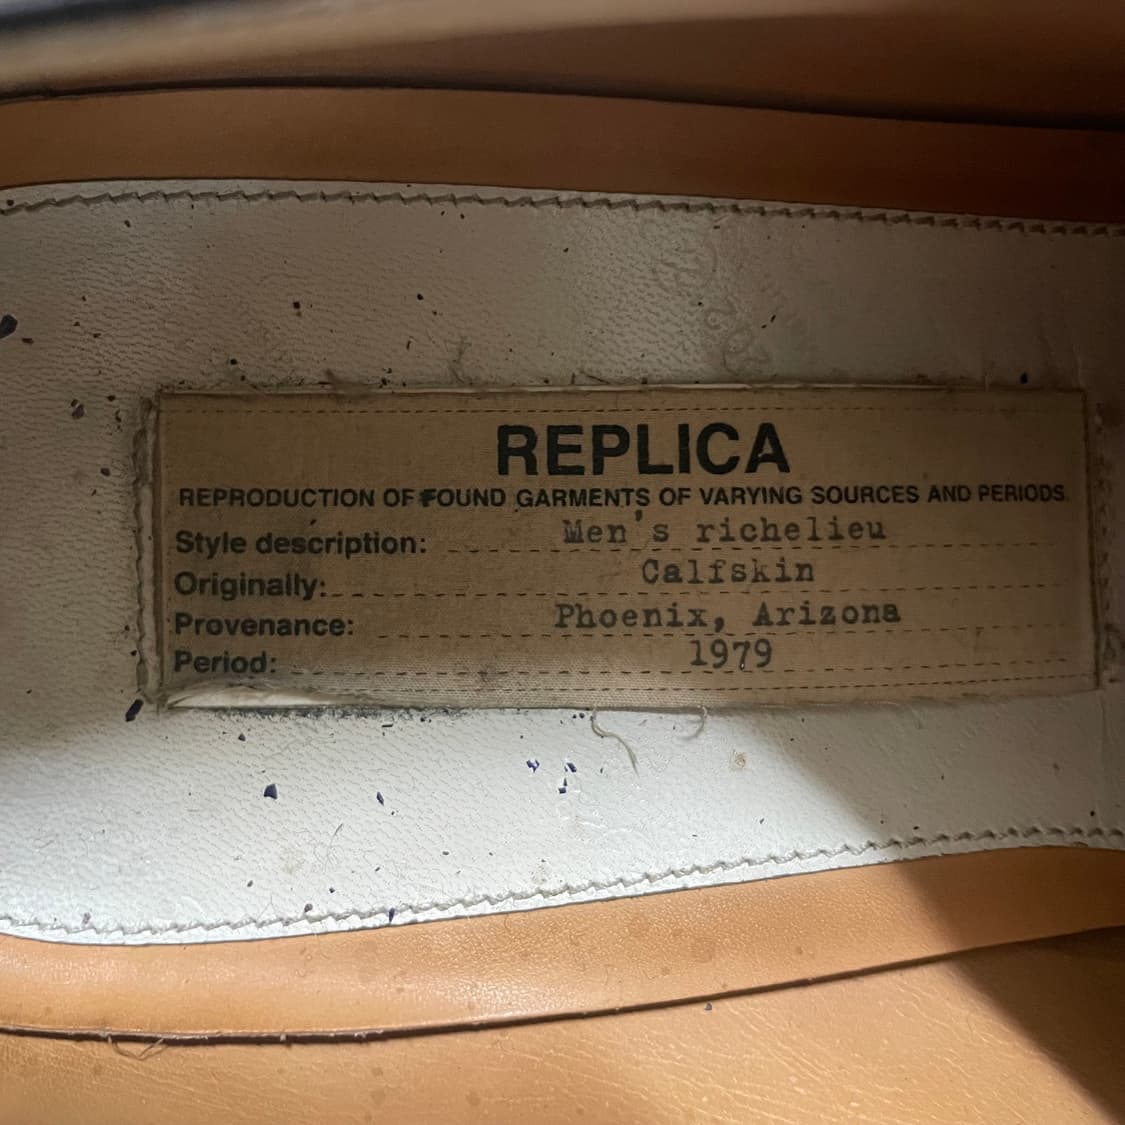 REPLICA
REPRODUCTION OF FOUND GARMENTS OF VARYING SOURCES AND PERIODS
Style description: Men's richelieu
Originally: Calfskin
Provenance: Phoenix, Arizona
Period: 1979